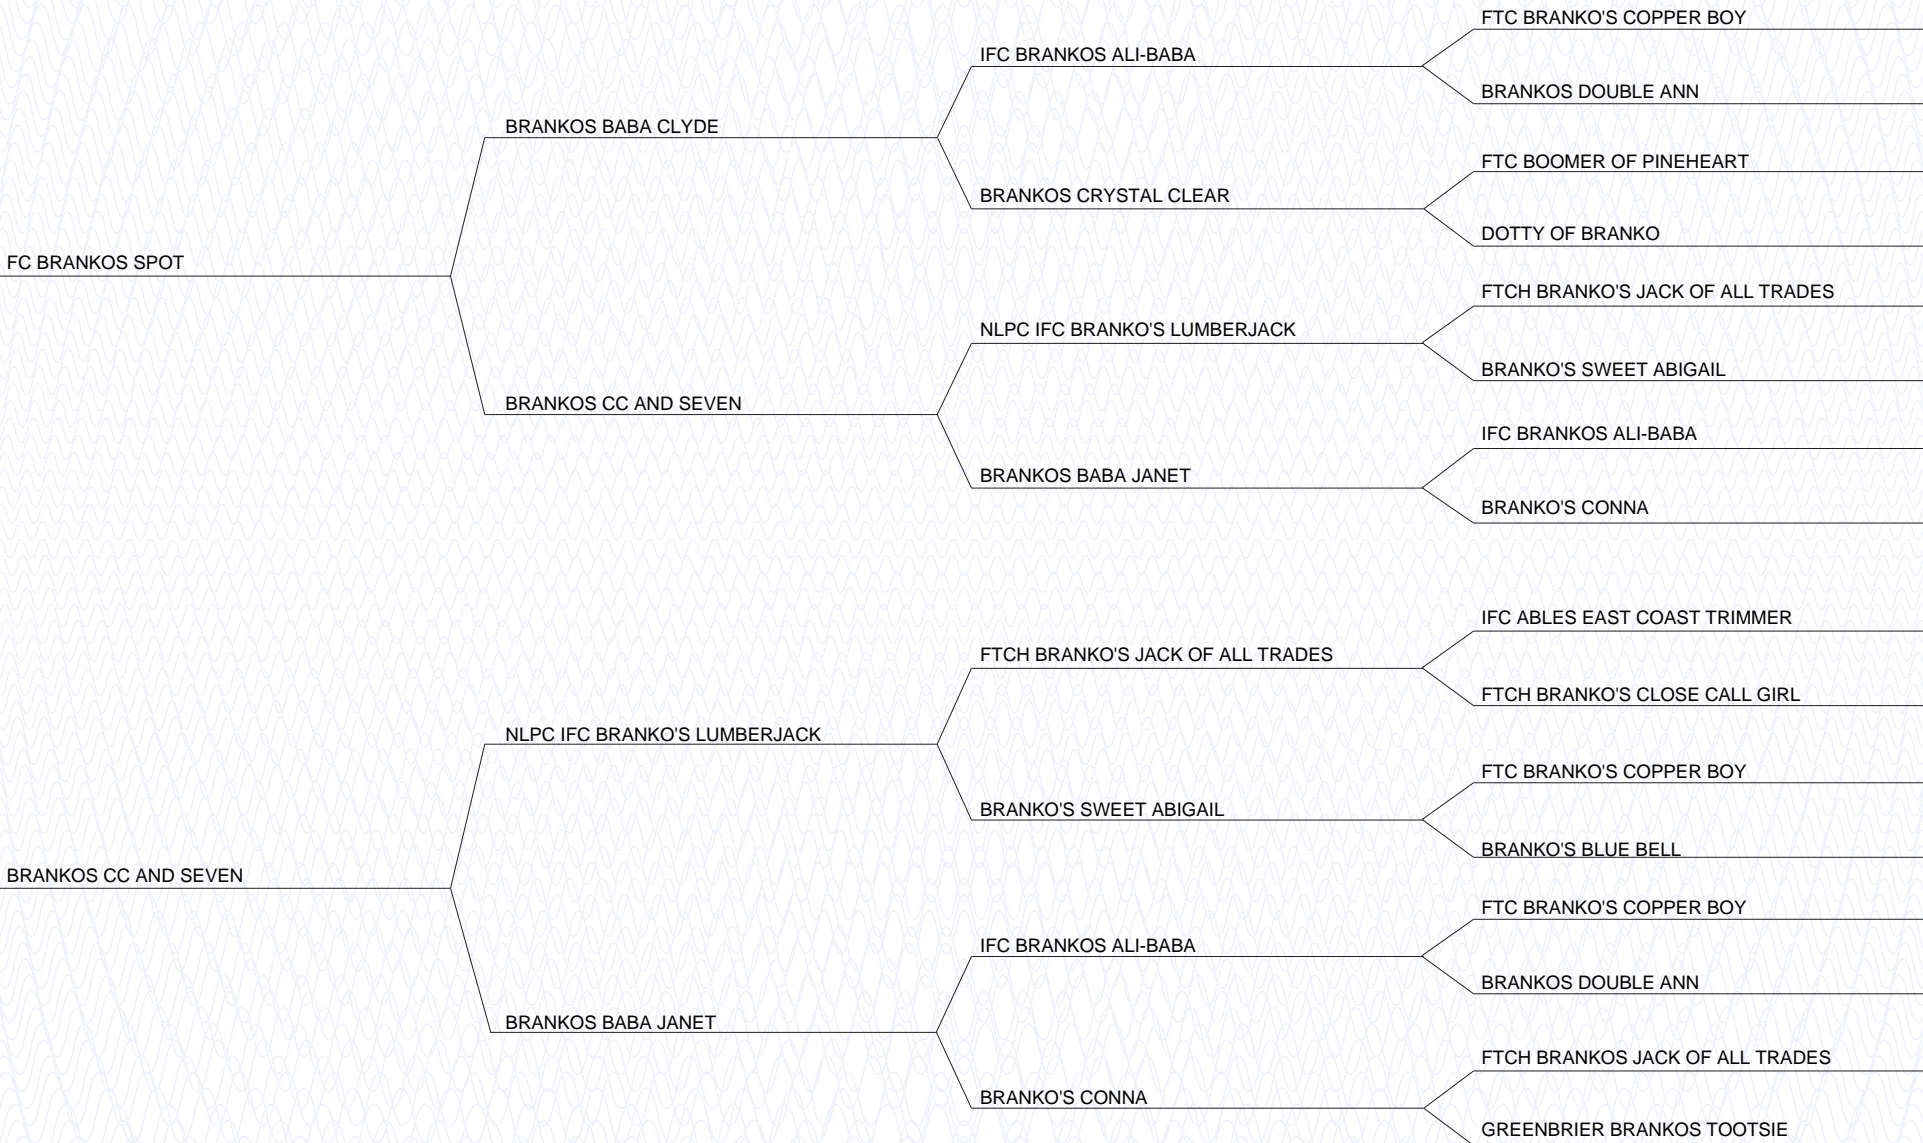 FTC BRANKO'S COPPER BOY
IFC BRANKOS ALI-BABA
BRANKOS DOUBLE ANN
BRANKOS BABA CLYDE
FTC BOOMER OF PINEHEART
BRANKOS CRYSTAL CLEAR
DOTTY OF BRANKO
FC BRANKOS SPOT
FTCH BRANKO'S JACK OF ALL TRADES
NLPC IFC BRANKO'S LUMBERJACK
BRANKO'S SWEET ABIGAIL
BRANKOS CC AND SEVEN
IFC BRANKOS ALI-BABA
BRANKOS BABA JANET
BRANKO'S CONNA
IFC ABLES EAST COAST TRIMMER
FTCH BRANKO'S JACK OF ALL TRADES
FTCH BRANKO'S CLOSE CALL GIRL
NLPC IFC BRANKO'S LUMBERJACK
FTC BRANKO'S COPPER BOY
BRANKO'S SWEET ABIGAIL
BRANKO'S BLUE BELL
BRANKOS CC AND SEVEN
FTC BRANKO'S COPPER BOY
IFC BRANKOS ALI-BABA
BRANKOS DOUBLE ANN
BRANKOS BABA JANET
FTCH BRANKOS JACK OF ALL TRADES
BRANKO'S CONNA
GREENBRIER BRANKOS TOOTSIE